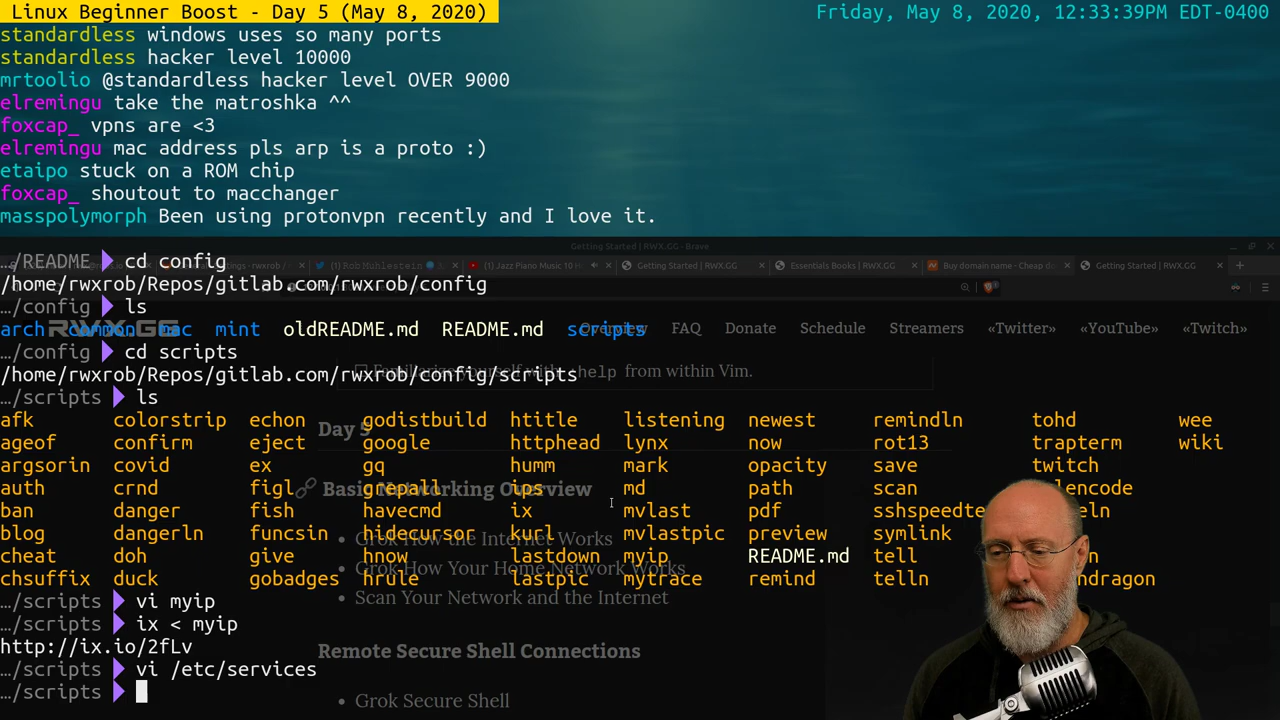 Linux Beginner Boost - Day 5 (May 8, 2020)
Friday, May 8, 2020, 12:33:39PM EDT-0400
standardless windows uses so many ports
standardless hacker level 10000
mrtoolio @standardless hacker level OVER 9000
elremingu take the matroshka ^^
foxcap_ vpns are <3
elremingu mac address pls arp is a proto :)
etaipo stuck on a ROM chip
foxcap_ shoutout to macchanger
masspolymorph Been using protonvpn recently and I love it.
Getting Started | RWX.GG - Brave
…/README cd config
(1) Rob Muhlestein
(1) Jazz Piano Music 10
Getting Started | RWX.GG
Essentials Books | RWX.GG
Buy domain name - Cheap
Getting Started | RWX.GG
/home/rwxrob/Repos/gitlab.com/rwxrob/config
…/config ls
arch common mac mint oldREADME.md README.md scripts
RWX.GG
Overview FAQ Donate Schedule Streamers «Twitter» «YouTube» «Twitch»
…/config cd scripts
/home/rwxrob/Repos/gitlab.com/rwxrob/config/scripts
Familiarize yourself with :help from within Vim.
…/scripts ls
afk colorstrip echon godistbuild htitle listening newest remindln tohd wee
ageof confirm eject google httphead lynx now rot13 trapterm wiki
Day 5
argsorin covid ex gq humm mark opacity save twitch
auth crnd figl grepall ips md path scan
Basic Networking Overview
ban danger fish havecmd ix mvlast pdf sshspeedte
blog dangerln funcsin hidecursor kurl mvlastpic preview symlink
Grok How the Internet Works
cheat doh give hnow lastdown myip README.md tell
Grok How Your Home Network Works
chsuffix duck gobadges hrule lastpic mytrace remind telln
Scan Your Network and the Internet
…/scripts vi myip
…/scripts ix < myip
http://ix.io/2fLv
Remote Secure Shell Connections
…/scripts vi /etc/services
…/scripts
Grok Secure Shell